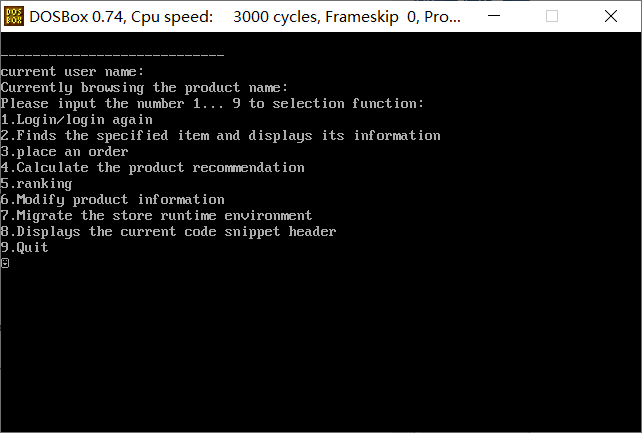 DOS BOX
DOSBox 0.74, Cpu speed: 3000 cycles, Frameskip 0, Pro...
----------------------------
current user name:
Currently browsing the product name:
Please input the number 1... 9 to selection function:
1.Login/login again
2.Finds the specified item and displays its information
3.place an order
4.Calculate the product recommendation
5.ranking
6.Modify product information
7.Migrate the store runtime environment
8.Displays the current code snippet header
9.Quit